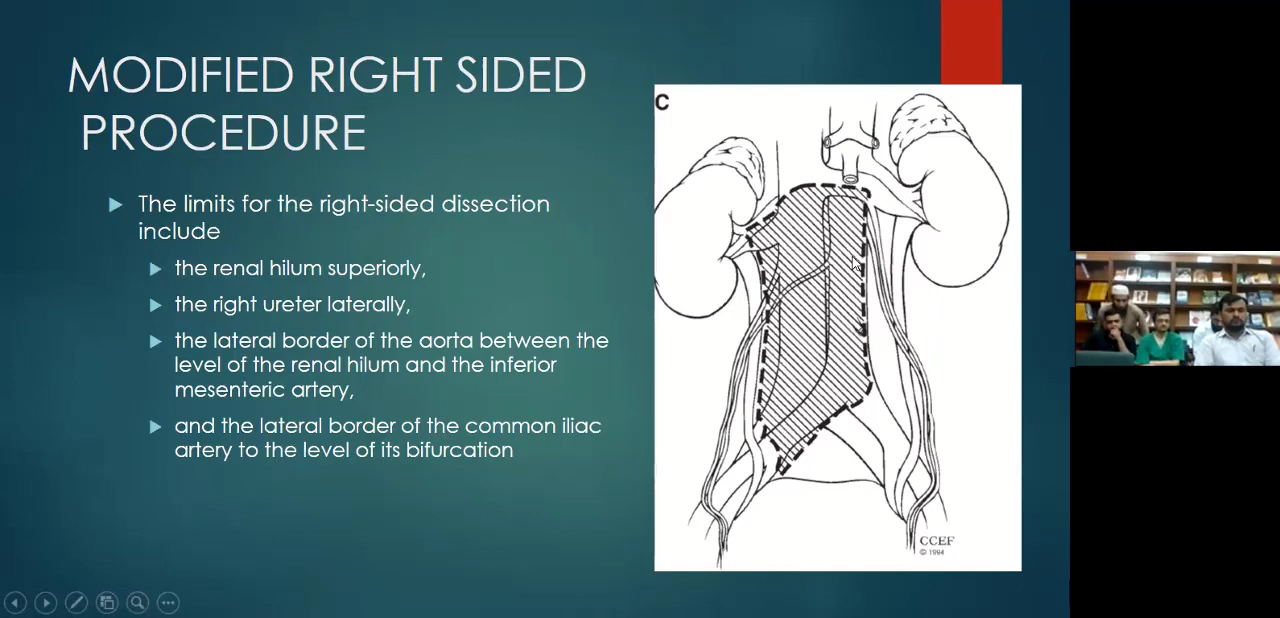 MODIFIED RIGHT SIDED
PROCEDURE
The limits for the right-sided dissection
include
the renal hilum superiorly,
the right ureter laterally,
the lateral border of the aorta between the
level of the renal hilum and the inferior
mesenteric artery,
and the lateral border of the common iliac
artery to the level of its bifurcation
C
CCEF
© 1994